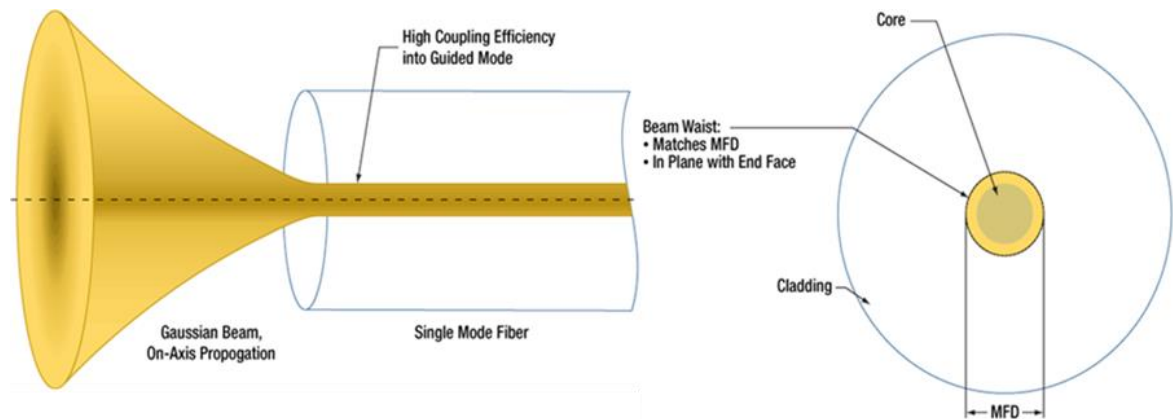 High Coupling Efficiency
into Guided Mode
Gaussian Beam,
On-Axis Propogation
Single Mode Fiber
Core
Beam Waist:
• Matches MFD
• In Plane with End Face
Cladding
MFD